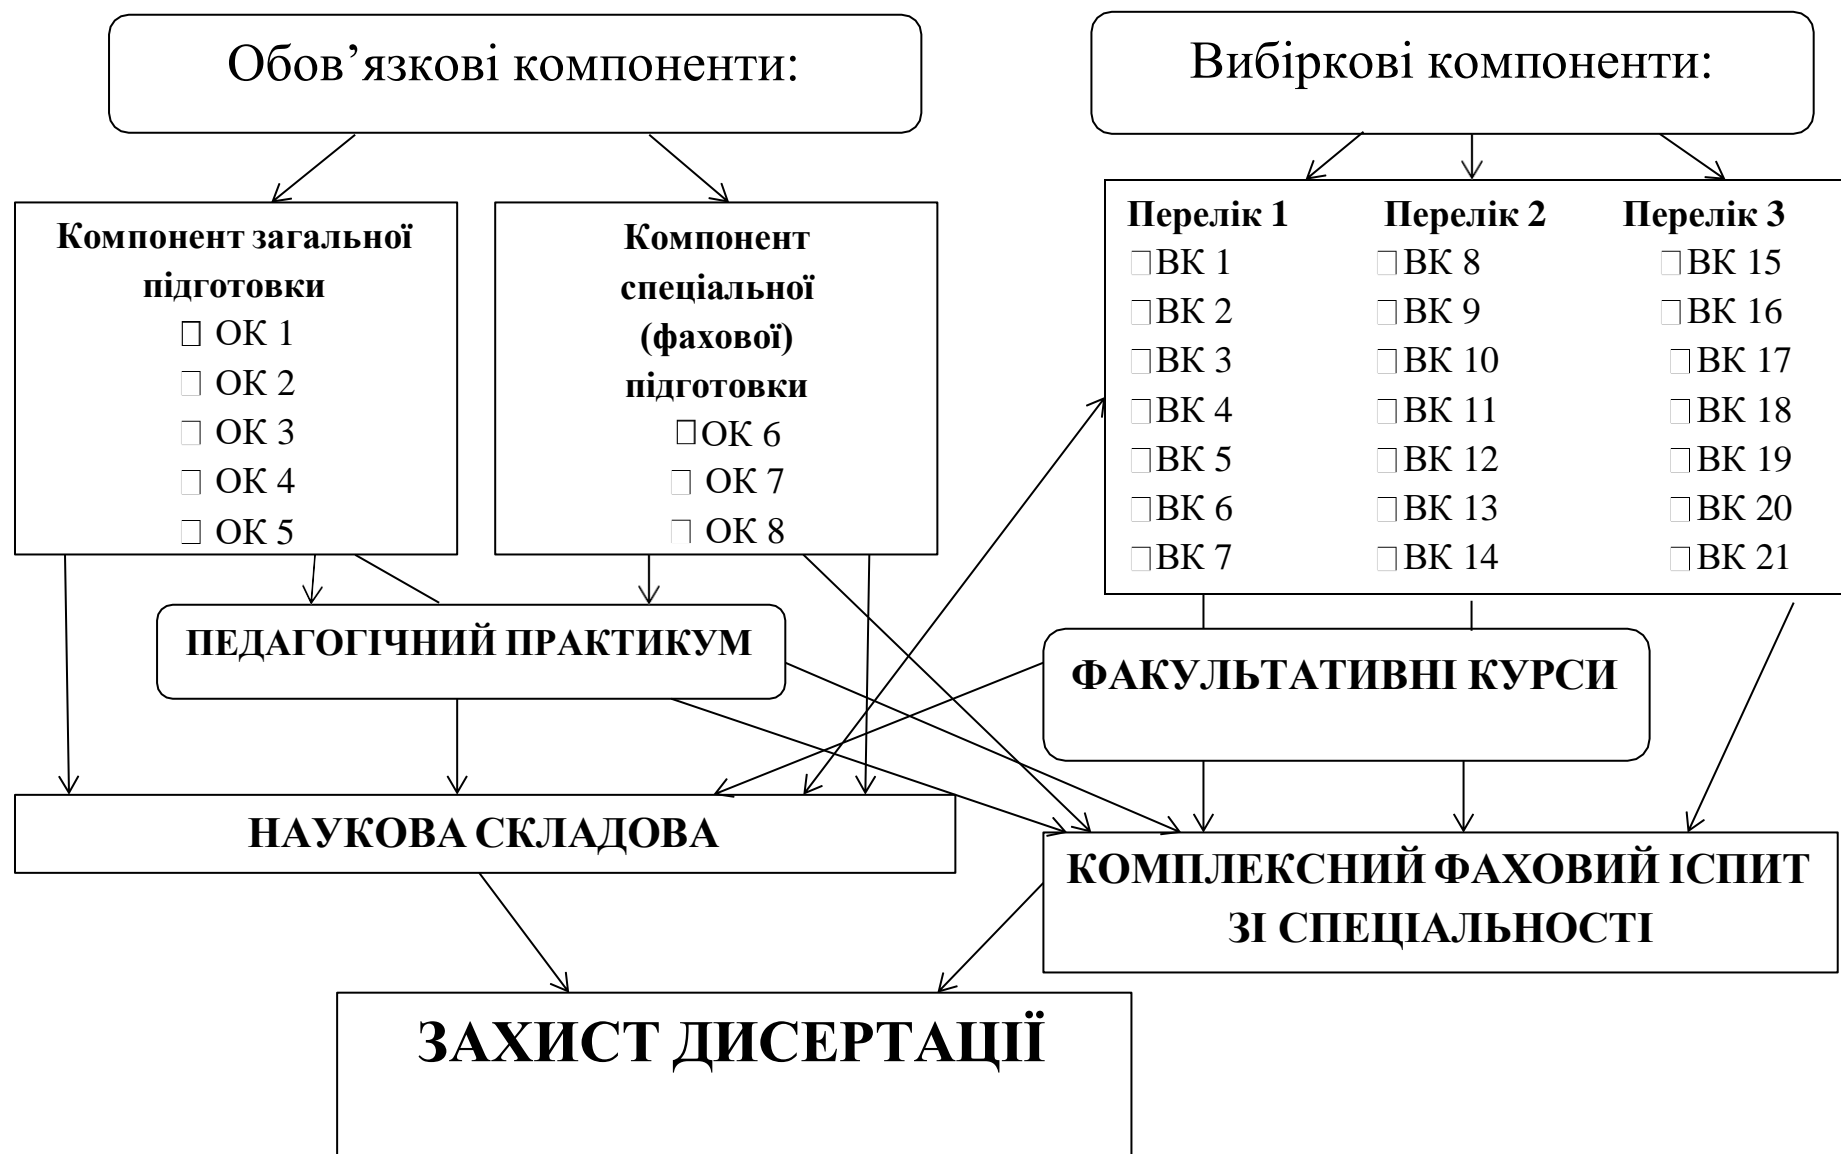 Обов’язкові компоненти:
Вибіркові компоненти:
Компонент загальної
підготовки
ОК 1
ОК 2
ОК 3
ОК 4
ОК 5
Компонент
спеціальної
(фахової)
підготовки
ОК 6
ОК 7
ОК 8
Перелік 1 Перелік 2 Перелік 3
ВК 1 ВК 8 ВК 15
ВК 2 ВК 9 ВК 16
ВК 3 ВК 10 ВК 17
ВК 4 ВК 11 ВК 18
ВК 5 ВК 12 ВК 19
ВК 6 ВК 13 ВК 20
ВК 7 ВК 14 ВК 21
ПЕДАГОГІЧНИЙ ПРАКТИКУМ
ФАКУЛЬТАТИВНІ КУРСИ
НАУКОВА СКЛАДОВА
КОМПЛЕКСНИЙ ФАХОВИЙ ІСПИТ
ЗІ СПЕЦІАЛЬНОСТІ
ЗАХИСТ ДИСЕРТАЦІЇ